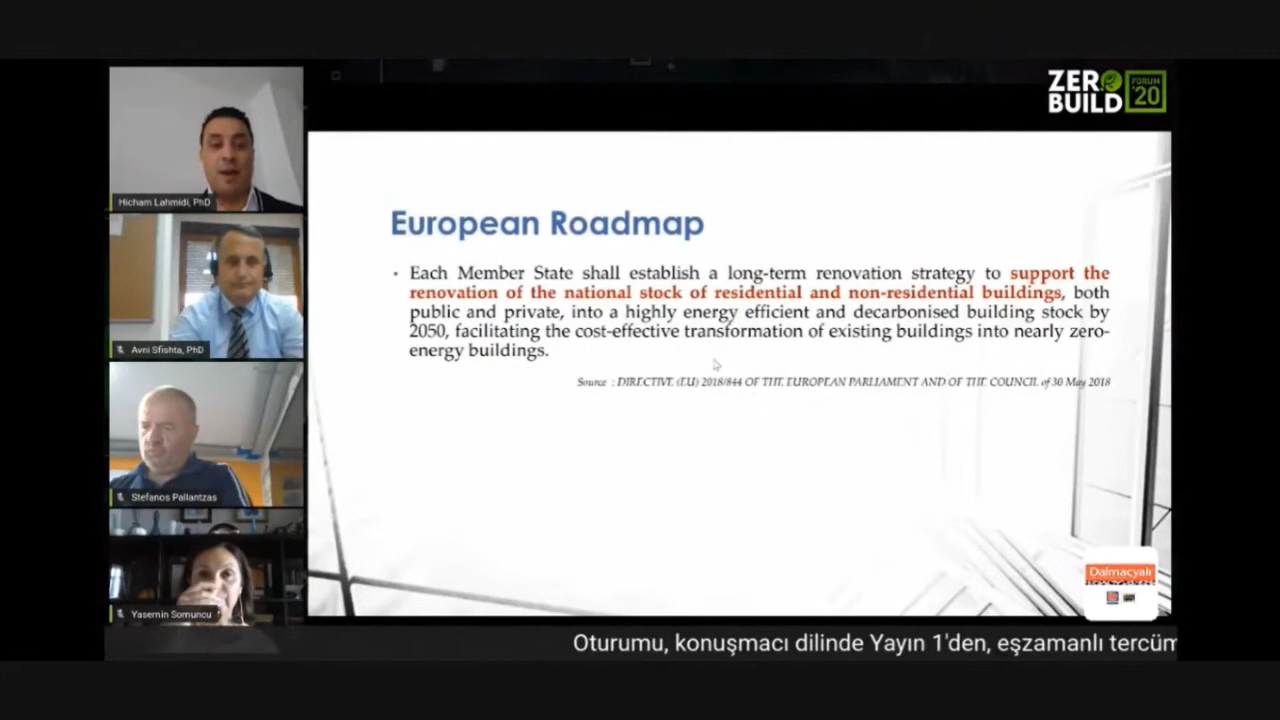 ZERO
BUILD
FORUM
'20
Hicham Lahmidi, PhD
Avni Sfishta, PhD
Stefanos Pallantzas
Yasemin Somuncu
European Roadmap
· Each Member State shall establish a long-term renovation strategy to support the
renovation of the national stock of residential and non-residential buildings, both
public and private, into a highly energy efficient and decarbonised building stock by
2050, facilitating the cost-effective transformation of existing buildings into nearly zero-
energy buildings.
Source : DIRECTIVE (EU) 2018/844 OF THE EUROPEAN PARLIAMENT AND OF THE COUNCIL of 30 May 2018
Dalmaçyalı
Oturumu, konuşmacı dilinde Yayın 1'den, eşzamanlı tercüm